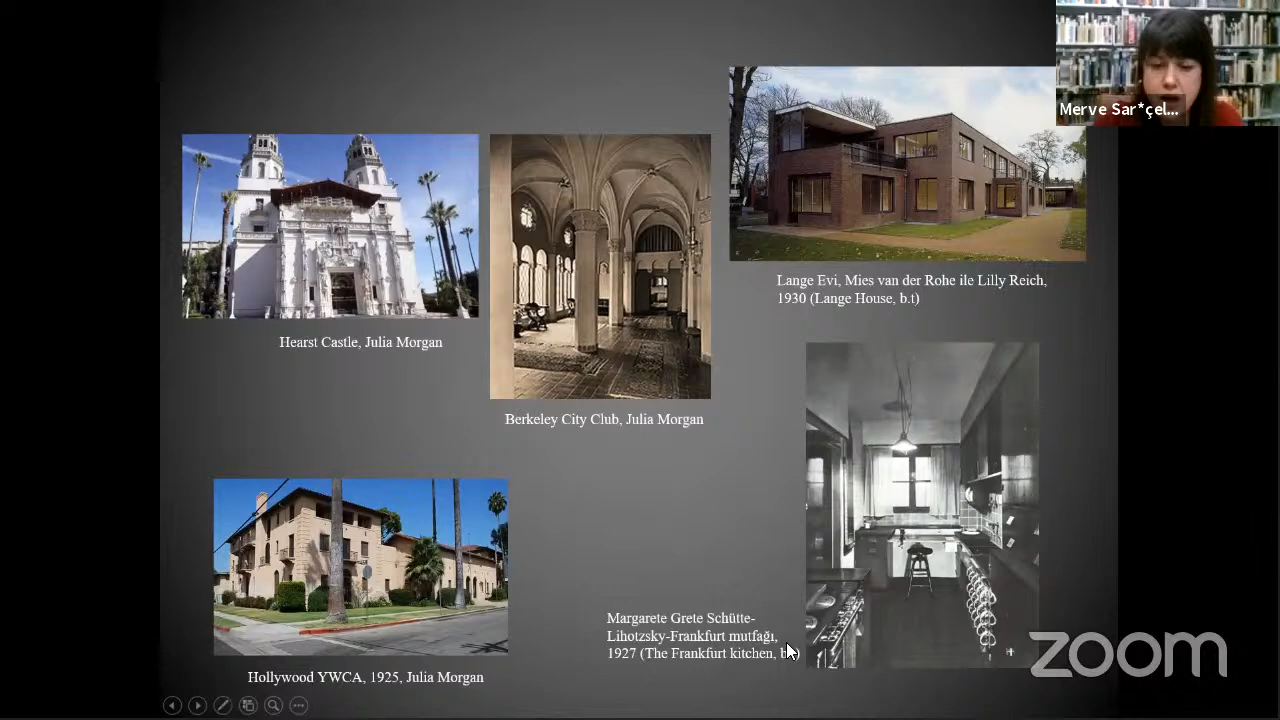 Merve Sar*çel...
Hearst Castle, Julia Morgan
Berkeley City Club, Julia Morgan
Lange Evi, Mies van der Rohe ile Lilly Reich,
1930 (Lange House, b.t)
Hollywood YWCA, 1925, Julia Morgan
Margarete Grete Schütte-
Lihotzsky-Frankfurt mutfağı,
1927 (The Frankfurt kitchen,
zoom